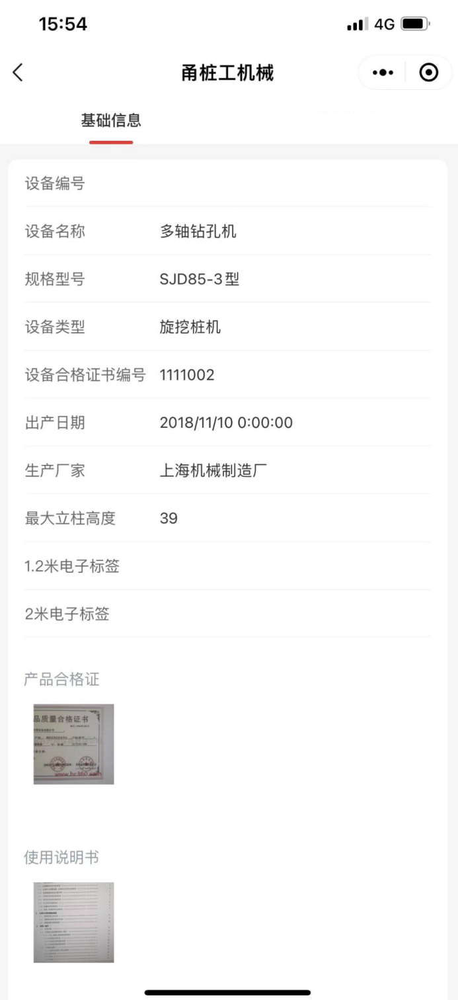 15:54
4G
甬桩工机械
基础信息
设备编号
设备名称 多轴钻孔机
规格型号 SJD85-3型
设备类型 旋挖桩机
设备合格证书编号 1111002
出产日期 2018/11/10 0:00:00
生产厂家 上海机械制造厂
最大立柱高度 39
1.2米电子标签
2米电子标签
产品合格证
品质量合格证书
使用说明书